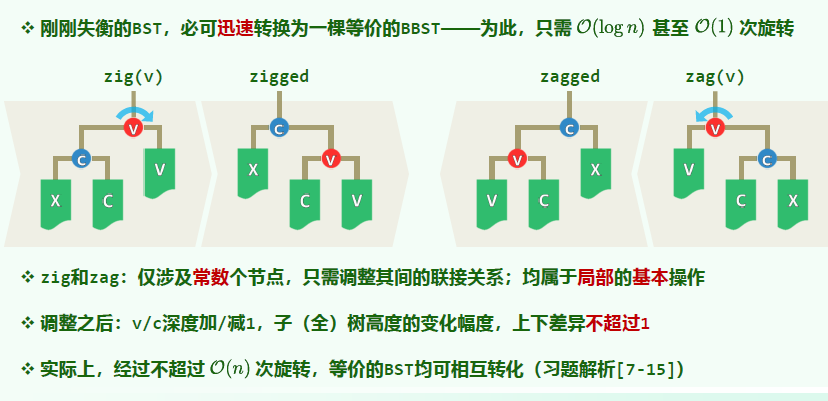 ❖ 刚刚失衡的BST，必可迅速转换为一棵等价的BBST——为此，只需 O(log n) 甚至 O(1) 次旋转
zig(v) zigged zagged zag(v)
V C C V
C V V C
V X X V
X C C V V C C X
❖ zig和zag：仅涉及常数个节点，只需调整其间的联接关系；均属于局部的基本操作
❖ 调整之后：v/c深度加/减1，子（全）树高度的变化幅度，上下差异不超过1
❖ 实际上，经过不超过 O(n) 次旋转，等价的BST均可相互转化（习题解析[7-15]）